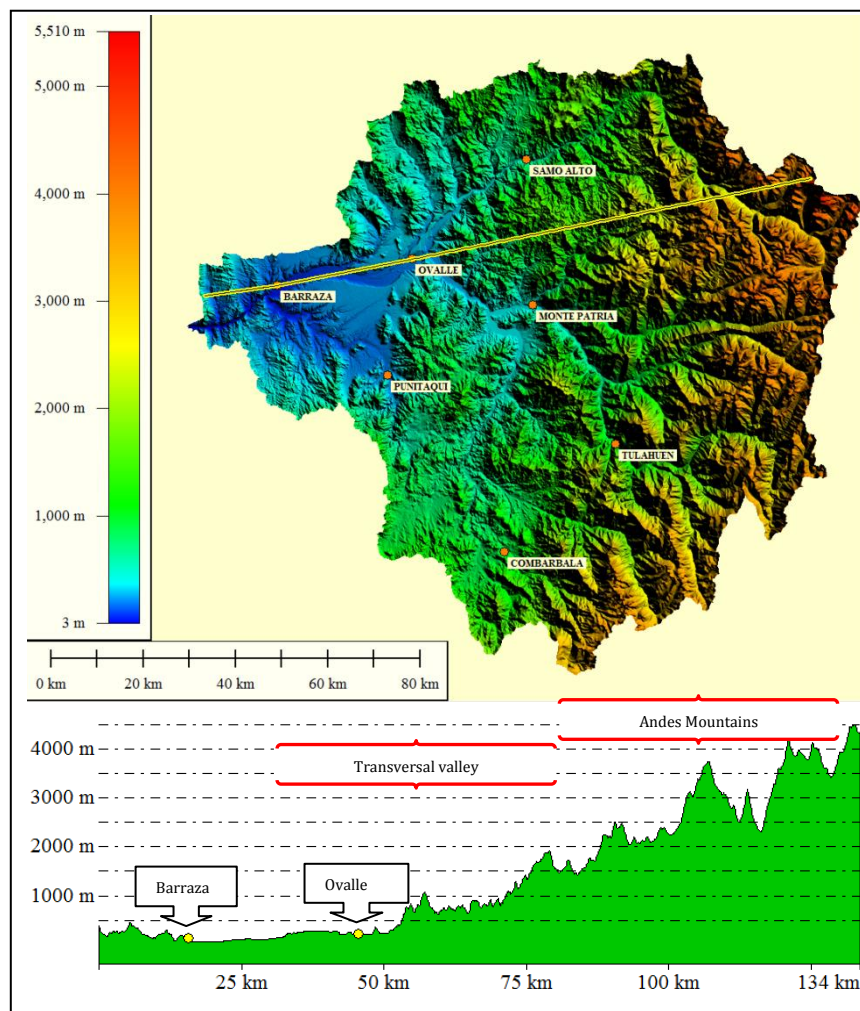 5,510 m
5,000 m
4,000 m
3,000 m
2,000 m
1,000 m
3 m
SAMO ALTO
OVALLE
BARRAZA
MONTE PATRIA
PUNITAQUI
TULAHUEN
COMBARBALA
0 km 20 km 40 km 60 km 80 km
Andes Mountains
Transversal valley
4000 m
3000 m
2000 m
1000 m
Barraza
Ovalle
25 km 50 km 75 km 100 km 134 km